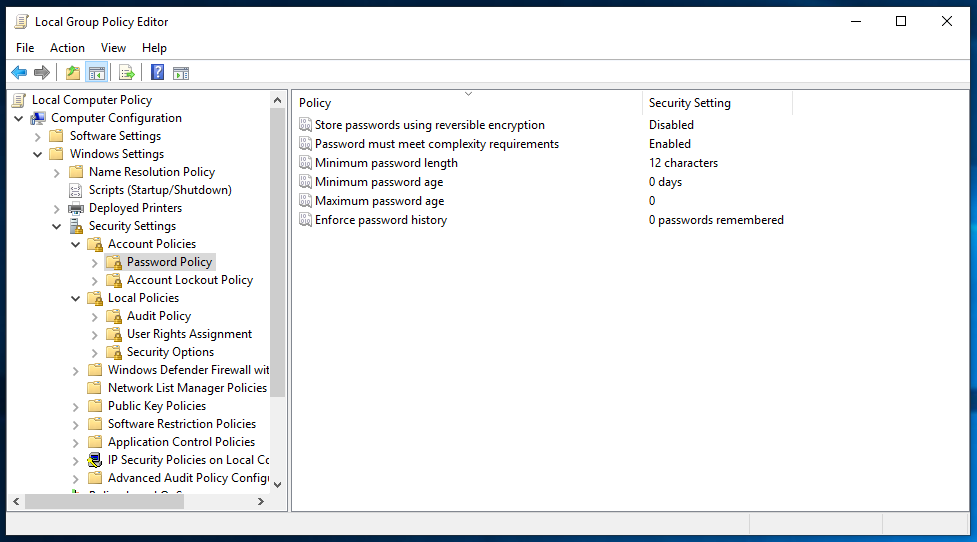 Local Group Policy Editor
File Action View Help
Local Computer Policy
Computer Configuration
Software Settings
Windows Settings
Name Resolution Policy
Scripts (Startup/Shutdown)
Deployed Printers
Security Settings
Account Policies
Password Policy
Account Lockout Policy
Local Policies
Audit Policy
User Rights Assignment
Security Options
Windows Defender Firewall wit
Network List Manager Policies
Public Key Policies
Software Restriction Policies
Application Control Policies
IP Security Policies on Local Co
Advanced Audit Policy Configu
Policy Security Setting
Store passwords using reversible encryption Disabled
Password must meet complexity requirements Enabled
Minimum password length 12 characters
Minimum password age 0 days
Maximum password age 0
Enforce password history 0 passwords remembered